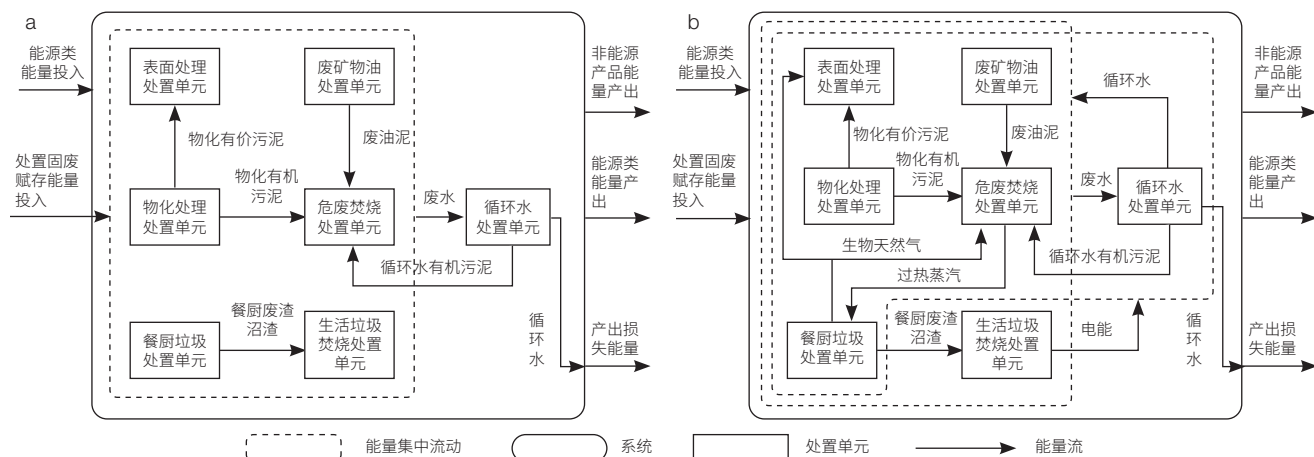 a
能源类
能量投入
处置固废
赋存能量
投入
表面处理
处置单元
废矿物油
处置单元
物化有价污泥
废油泥
物化有机
污泥
物化处理
处置单元
危废焚烧
处置单元
废水
循环水
处置单元
循环水有机污泥
餐厨垃圾
处置单元
餐厨废渣
沼渣
生活垃圾
焚烧处置
单元
循
环
水
非能源
产品能
量产出
能源类
能量产
出
产出损
失能量
b
能源类
能量投入
处置固废
赋存能量
投入
表面处理
处置单元
废矿物油
处置单元
循环水
物化有价污泥
废油泥
物化有机
污泥
物化处理
处置单元
危废焚烧
处置单元
废水
循环水
处置单元
生物天然气
循环水有机污泥
过热蒸汽
餐厨垃圾
处置单元
餐厨废渣
沼渣
生活垃圾
焚烧处置
单元
电能
循
环
水
非能源
产品能
量产出
能源类
能量产
出
产出损
失能量
能量集中流动
系统
处置单元
能量流